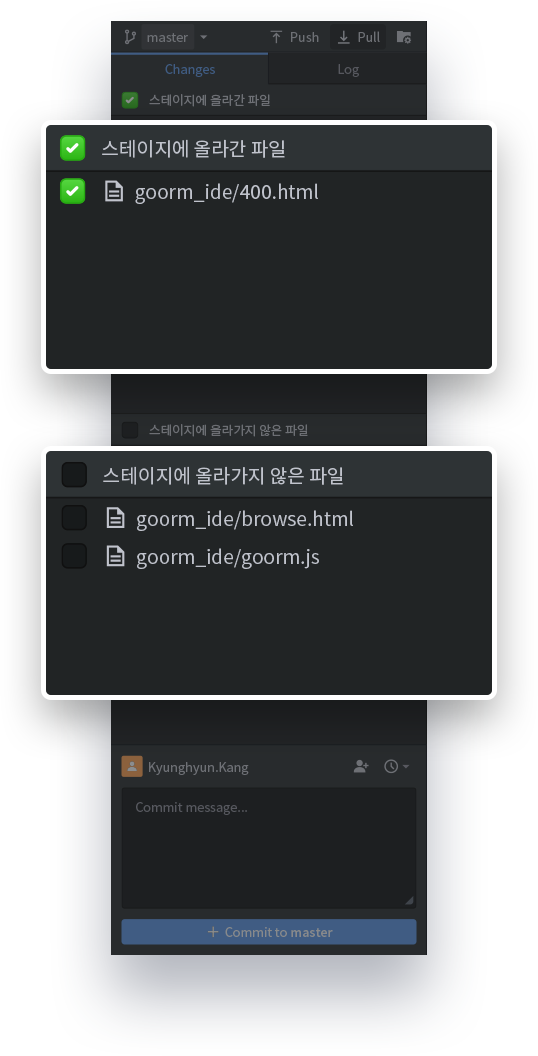 master Push Pull
Changes Log
스테이지에 올라간 파일
스테이지에 올라간 파일
goorm_ide/400.html
스테이지에 올라가지 않은 파일
스테이지에 올라가지 않은 파일
goorm_ide/browse.html
goorm_ide/goorm.js
Kyunghyun.Kang
Commit message...
+ Commit to master